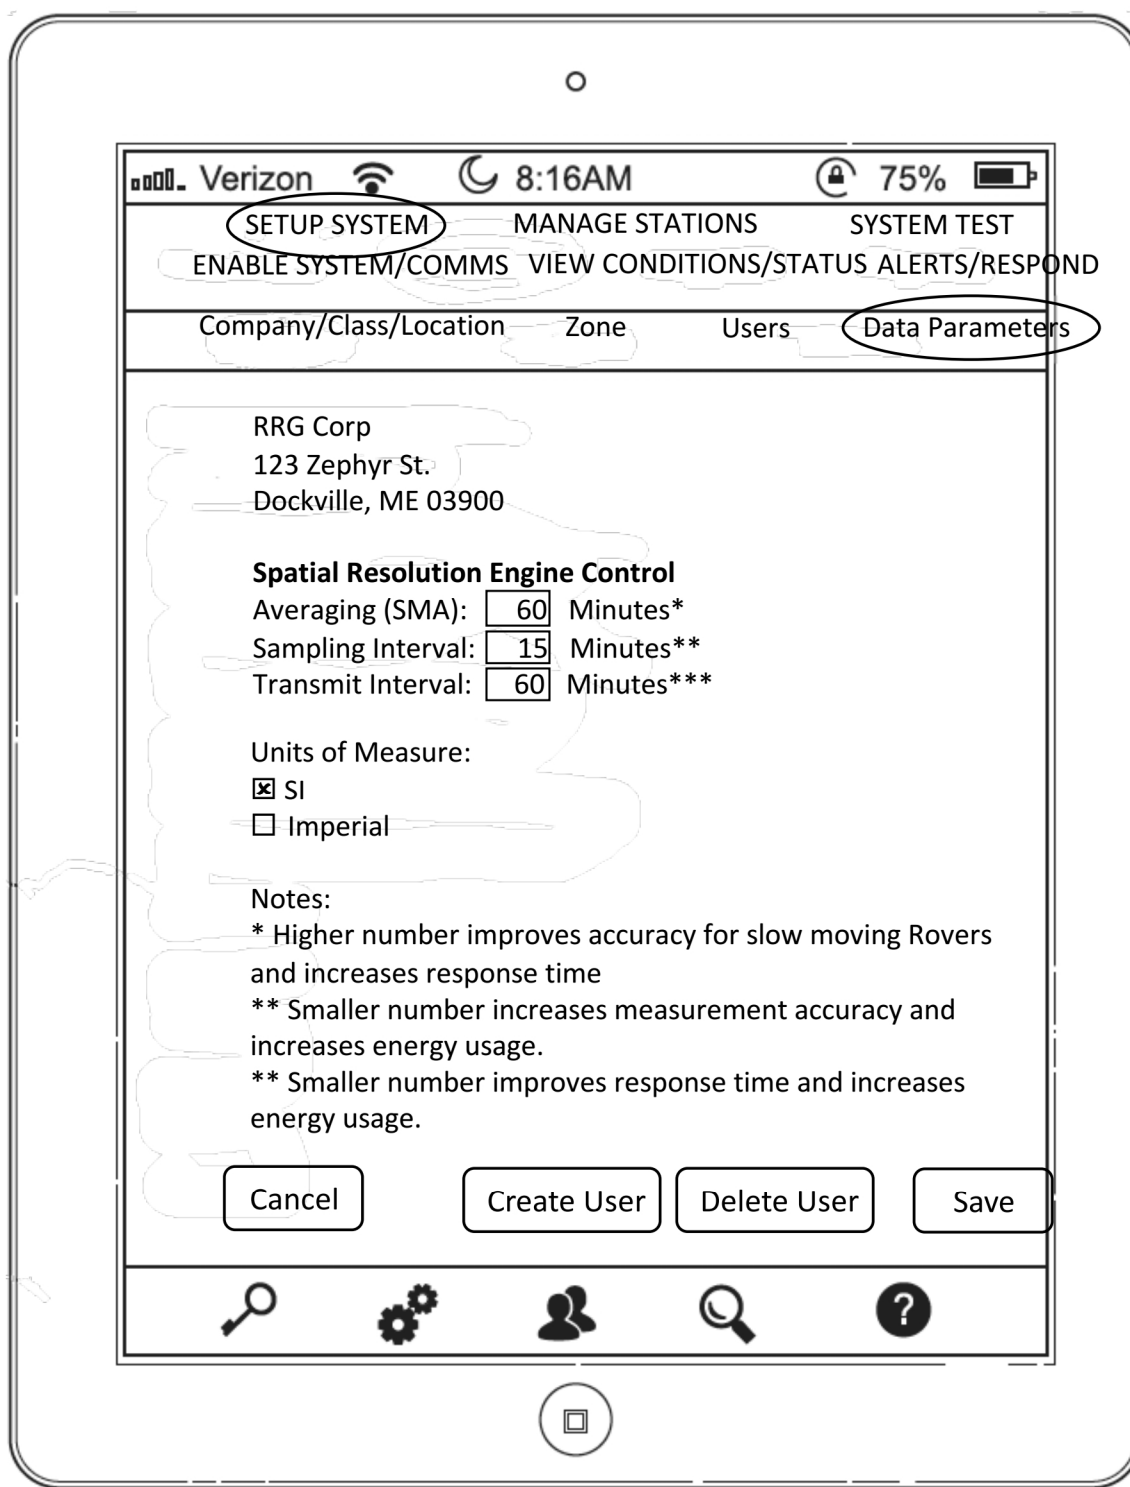 Verizon 8:16AM 75%
SETUP SYSTEM MANAGE STATIONS SYSTEM TEST
ENABLE SYSTEM/COMMS VIEW CONDITIONS/STATUS ALERTS/RESPOND
Company/Class/Location Zone Users Data Parameters
RRG Corp
123 Zephyr St.
Dockville, ME 03900
Spatial Resolution Engine Control
Averaging (SMA): 60 Minutes*
Sampling Interval: 15 Minutes**
Transmit Interval: 60 Minutes***
Units of Measure:
SI
Imperial
Notes:
* Higher number improves accuracy for slow moving Rovers
and increases response time
** Smaller number increases measurement accuracy and
increases energy usage.
** Smaller number improves response time and increases
energy usage.
Cancel Create User Delete User Save
?